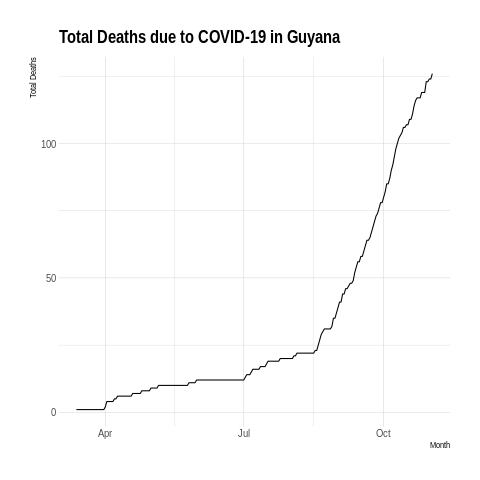 Total Deaths due to COVID-19 in Guyana
Total Deaths
100
50
0
Apr
Jul
Oct
Month